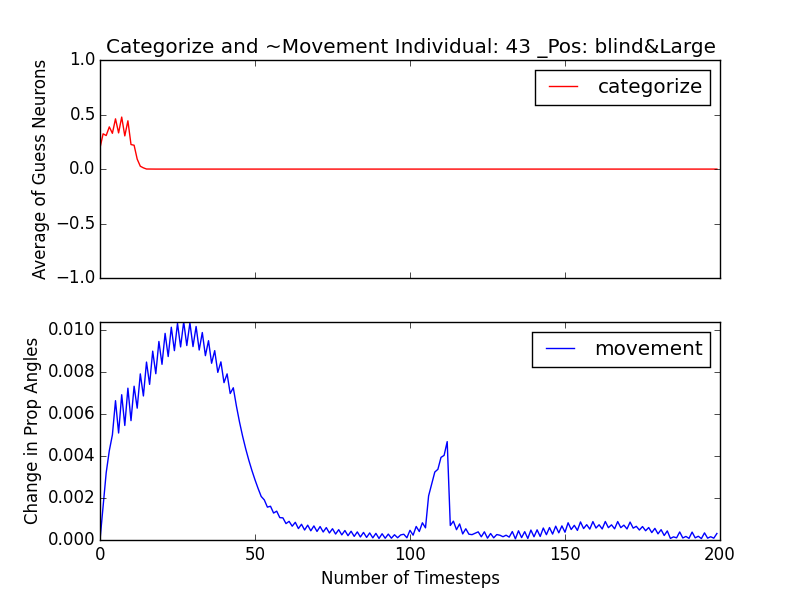 Categorize and ~Movement Individual: 43 _Pos: blind&Large
Average of Guess Neurons
1.0
0.5
0.0
−0.5
−1.0
categorize
Change in Prop Angles
0.010
0.008
0.006
0.004
0.002
0.000
movement
0 50 100 150 200
Number of Timesteps